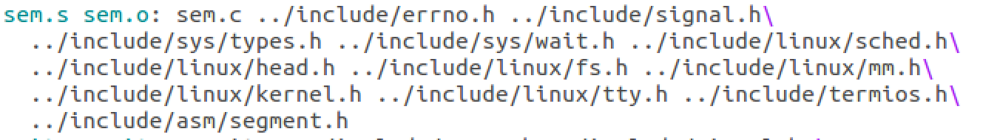 sem.s sem.o: sem.c ../include/errno.h ../include/signal.h\
../include/sys/types.h ../include/sys/wait.h ../include/linux/sched.h\
../include/linux/head.h ../include/linux/fs.h ../include/linux/mm.h\
../include/linux/kernel.h ../include/linux/tty.h ../include/termios.h\
../include/asm/segment.h